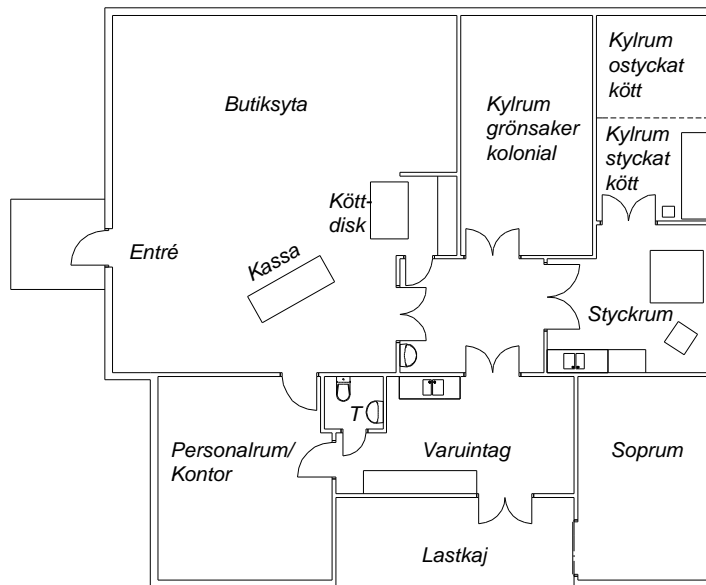 Butiksyta
Kylrum
grönsaker
kolonial
Kylrum
ostyckat
kött
Kylrum
styckat
kött
Kött-
disk
Entré
Kassa
Styckrum
T
Personalrum/
Kontor
Varuintag
Soprum
Lastkaj